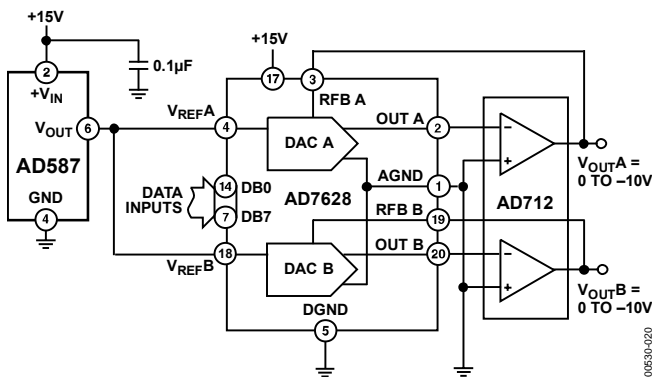 +15V
2
+VIN
0.1µF
VOUT
6
AD587
GND
4
+15V
17
3
RFB A
VREFA
4
DAC A
OUT A
2
14
DB0
DATA
INPUTS
7
DB7
AD7628
AGND
1
RFB B
19
18
VREFB
DAC B
OUT B
20
DGND
5
AD712
–
+
VOUTA =
0 TO –10V
–
+
VOUTB =
0 TO –10V
00530-020